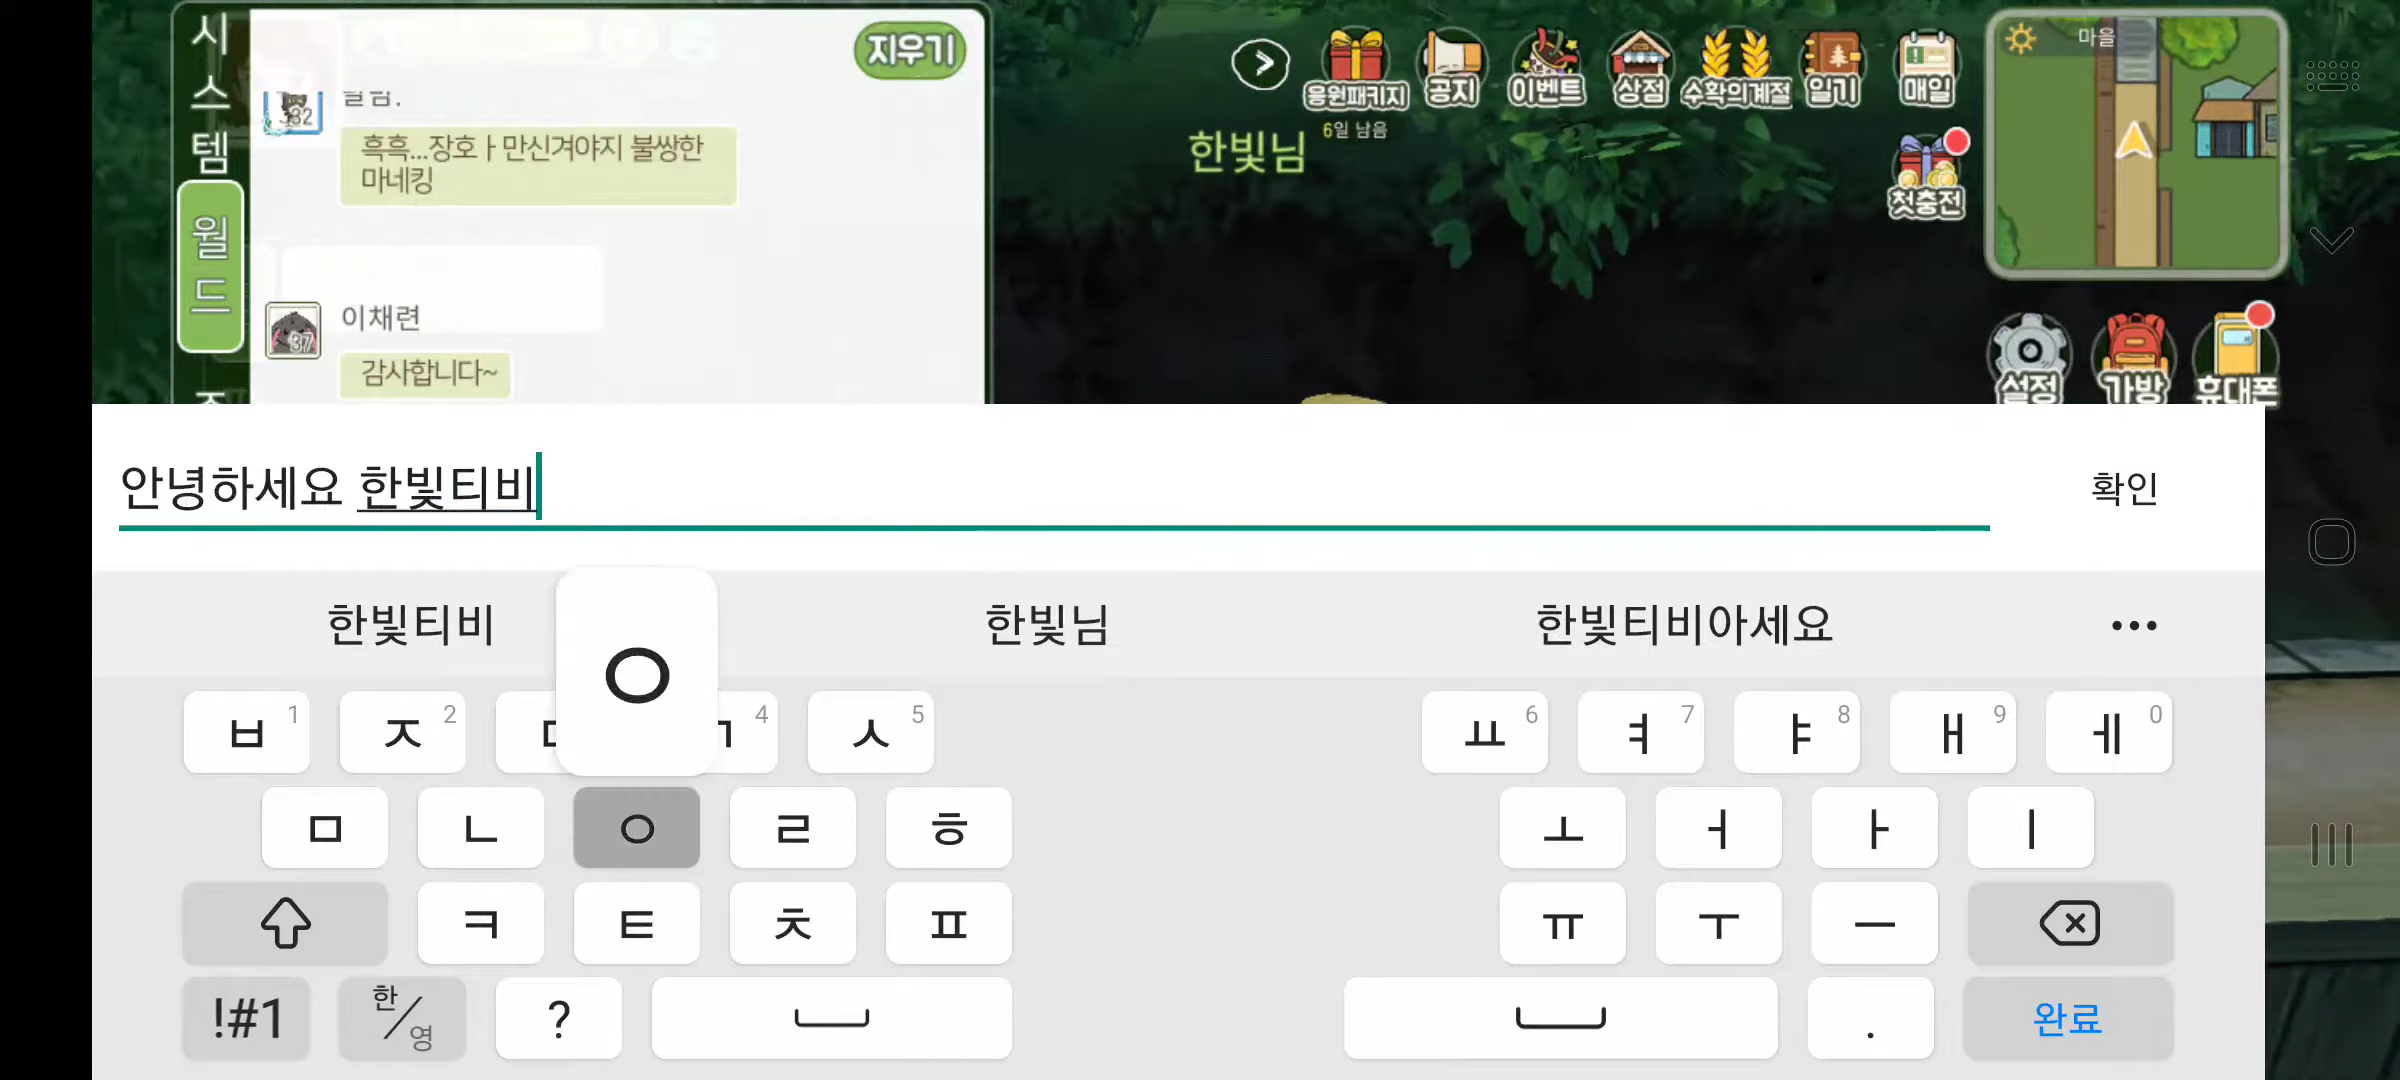 시스템
월드
지우기
32
흑흑...장호ㅏ만신겨야지 불쌍한
마네킹
37
이채련
감사합니다~
응원패키지
6일 남음
공지
이벤트
상점
수확의계절
일기
매일
한빛님
첫충전
마을
설정
가방
휴대폰
안녕하세요 한빛티비
확인
한빛티비
한빛님
한빛티비아세요
•••
ㅇ
ㅂ 1
ㅈ 2
4
ㅅ 5
ㅛ 6
ㅕ 7
ㅑ 8
ㅐ 9
ㅔ 0
ㅁ ㄴ ㅇ ㄹ ㅎ ㅗ ㅓ ㅏ ㅣ
ㅋ ㅌ ㅊ ㅍ ㅠ ㅜ ㅡ
!#1 한/영 ? . 완료